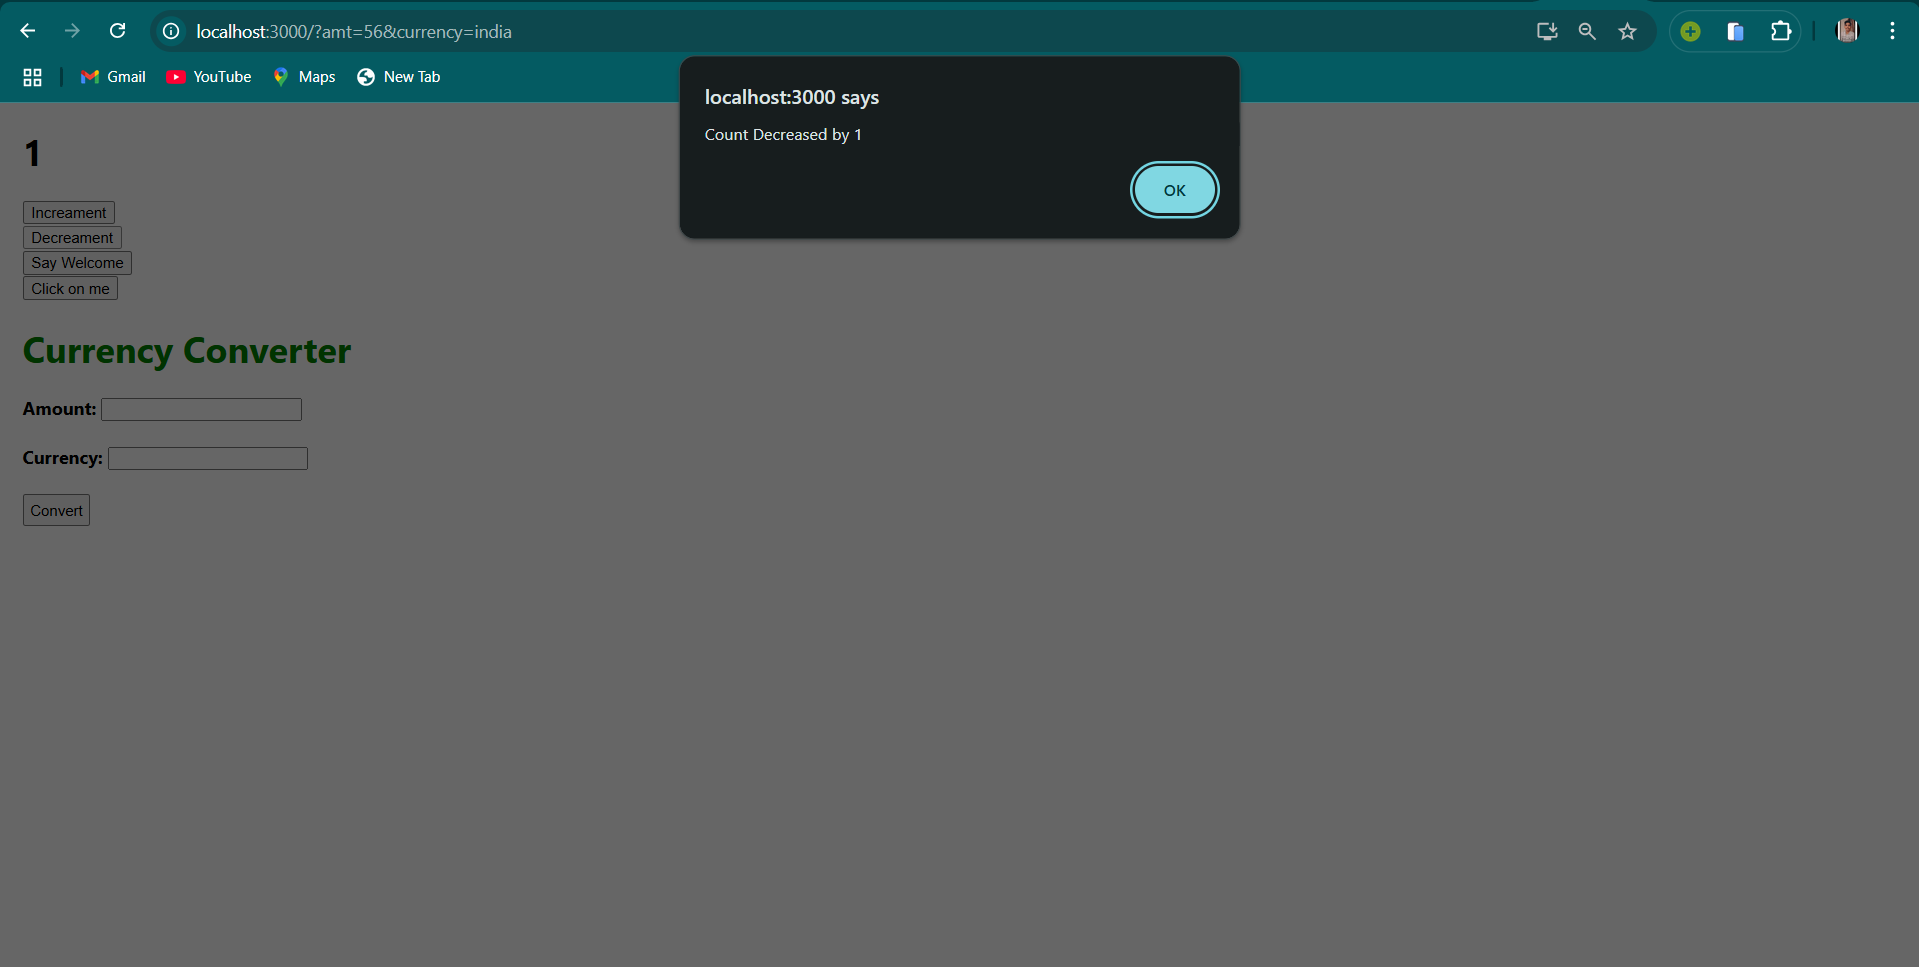 localhost:3000/?amt=56&currency=india
Gmail YouTube Maps New Tab
localhost:3000 says
Count Decreased by 1
OK
1
Increament
Decreament
Say Welcome
Click on me
Currency Converter
Amount:
Currency:
Convert